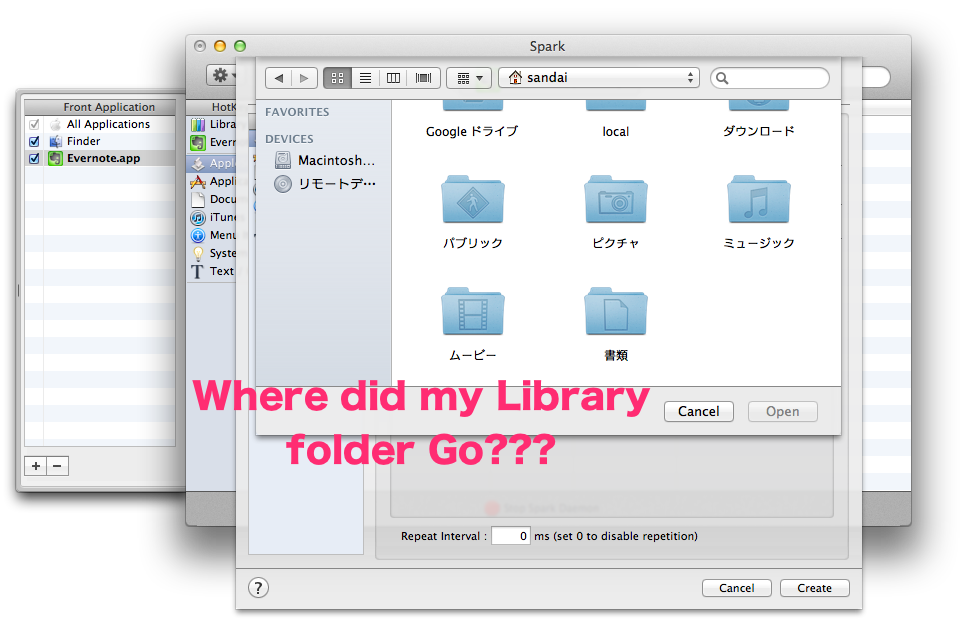 Spark
Front Application
All Applications
Finder
Evernote.app
+ −
HotK
Libra
Evern
Appl
Appli
Docu
iTune
Menu
Syste
Text
sandai
FAVORITES
DEVICES
Macintosh...
リモートデ…
Google ドライブ
local
ダウンロード
パブリック
ピクチャ
ミュージック
ムービー
書類
Cancel
Open
Where did my Library
folder Go???
Repeat Interval : 0 ms (set 0 to disable repetition)
?
Cancel
Create